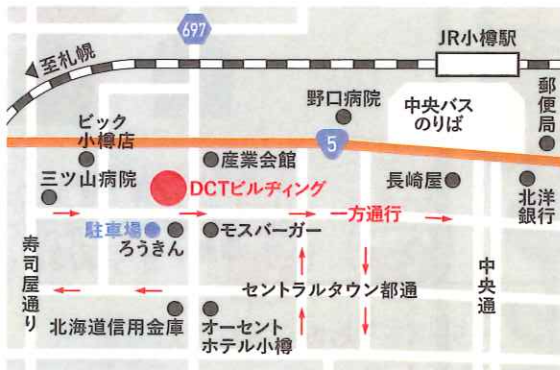 697
JR小樽駅
至札幌
野口病院
中央バス
のりば
郵便局
ビック
小樽店
5
産業会館
三ツ山病院
DCTビルヂィング
長崎屋
北洋
銀行
一方通行
駐車場
ろうきん
モスバーガー
寿司屋通り
セントラルタウン都通
中央通
北海道信用金庫
オーセント
ホテル小樽